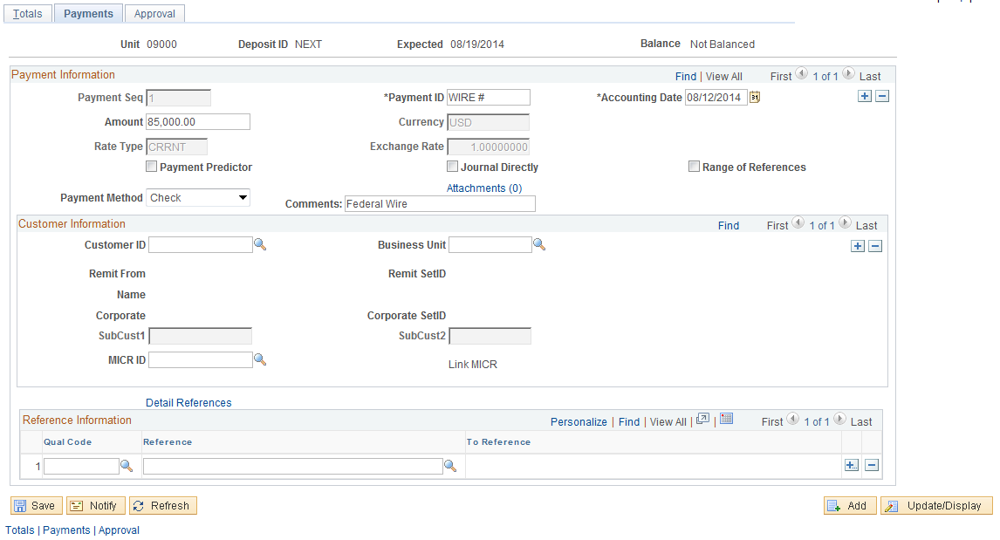 Totals Payments Approval
Unit 09000 Deposit ID NEXT Expected 08/19/2014 Balance Not Balanced
Payment Information Find | View All First 1 of 1 Last
Payment Seq 1 *Payment ID WIRE # *Accounting Date 08/12/2014 31
Amount 85,000.00 Currency USD
Rate Type CRRNT Exchange Rate 1.00000000
Payment Predictor Journal Directly Range of References
Attachments (0)
Payment Method Check Comments: Federal Wire
Customer Information Find First 1 of 1 Last
Customer ID Business Unit
Remit From Remit SetID
Name
Corporate Corporate SetID
SubCust1 SubCust2
MICR ID Link MICR
Detail References
Reference Information Personalize | Find | View All | | First 1 of 1 Last
Qual Code Reference To Reference
1
Save Notify Refresh Add Update/Display
Totals | Payments | Approval